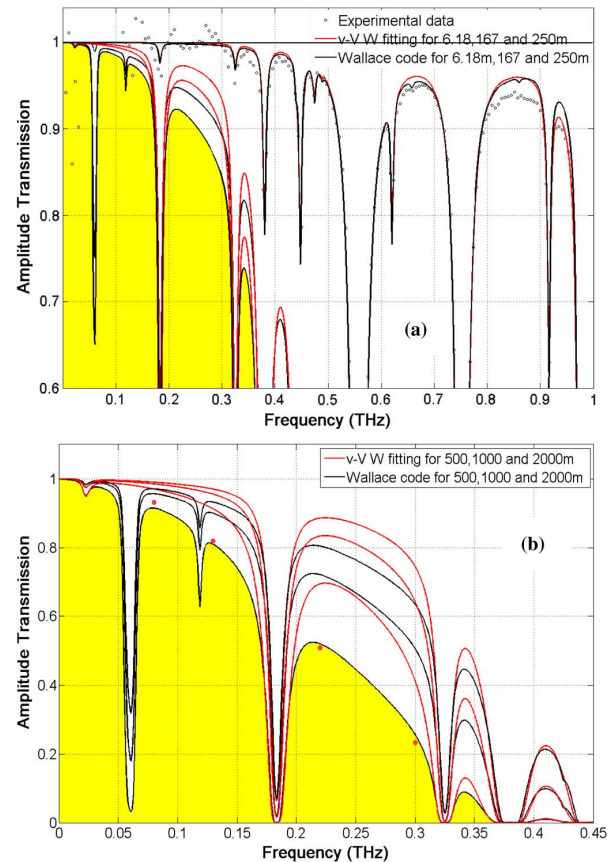 1
0.9
0.8
0.7
0.6
Amplitude Transmission
Experimental data
v-V W fitting for 6.18,167 and 250m
Wallace code for 6.18m,167 and 250m
(a)
0.1 0.2 0.3 0.4 0.5 0.6 0.7 0.8 0.9 1
Frequency (THz)
1
0.8
0.6
0.4
0.2
0
Amplitude Transmission
v-V W fitting for 500,1000 and 2000m
Wallace code for 500,1000 and 2000m
(b)
0 0.05 0.1 0.15 0.2 0.25 0.3 0.35 0.4 0.45
Frequency (THz)